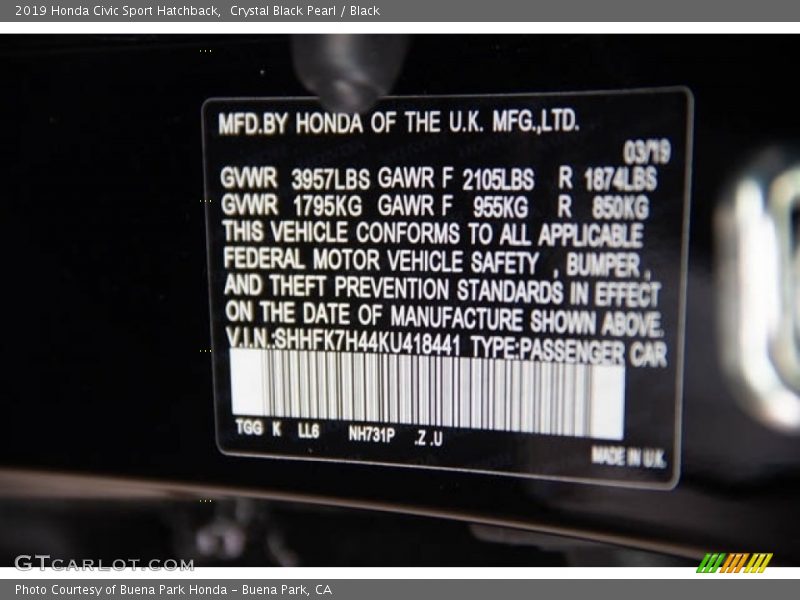 2019 Honda Civic Sport Hatchback,  Crystal Black Pearl / Black
MFD.BY HONDA OF THE U.K. MFG.,LTD.
03/19
GVWR 3957LBS GAWR F 2105LBS R 1874LBS
GVWR 1795KG GAWR F 955KG R 850KG
THIS VEHICLE CONFORMS TO ALL APPLICABLE
FEDERAL MOTOR VEHICLE SAFETY , BUMPER ,
AND THEFT PREVENTION STANDARDS IN EFFECT
ON THE DATE OF MANUFACTURE SHOWN ABOVE.
V.I.N.:SHHFK7H44KU418441 TYPE:PASSENGER CAR
TGG K LL6 NH731P .Z .U
MADE IN U.K.
GTCARLOT.COM
Photo Courtesy of Buena Park Honda - Buena Park, CA